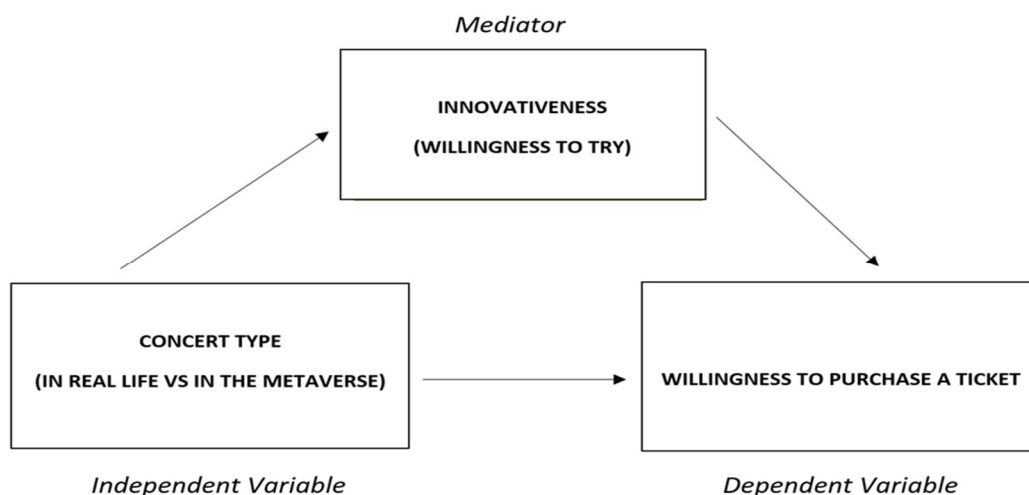 Mediator
INNOVATIVENESS
(WILLINGNESS TO TRY)
CONCERT TYPE
(IN REAL LIFE VS IN THE METAVERSE)
WILLINGNESS TO PURCHASE A TICKET
Independent Variable
Dependent Variable